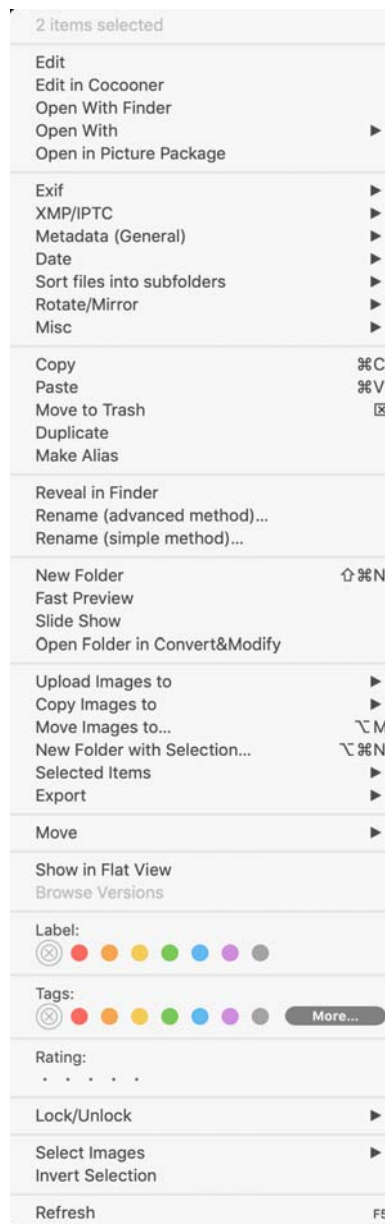 2 items selected
Edit
Edit in Cocooner
Open With Finder
Open With ▶
Open in Picture Package
Exif ▶
XMP/IPTC ▶
Metadata (General) ▶
Date ▶
Sort files into subfolders ▶
Rotate/Mirror ▶
Misc ▶
Copy ⌘C
Paste ⌘V
Move to Trash ⌦
Duplicate
Make Alias
Reveal in Finder
Rename (advanced method)...
Rename (simple method)...
New Folder ⇧⌘N
Fast Preview
Slide Show
Open Folder in Convert&Modify
Upload Images to ▶
Copy Images to ▶
Move Images to... ⌥M
New Folder with Selection... ⌥⌘N
Selected Items ▶
Export ▶
Move ▶
Show in Flat View
Browse Versions
Label:
Tags:
More...
Rating:
Lock/Unlock ▶
Select Images ▶
Invert Selection
Refresh F5